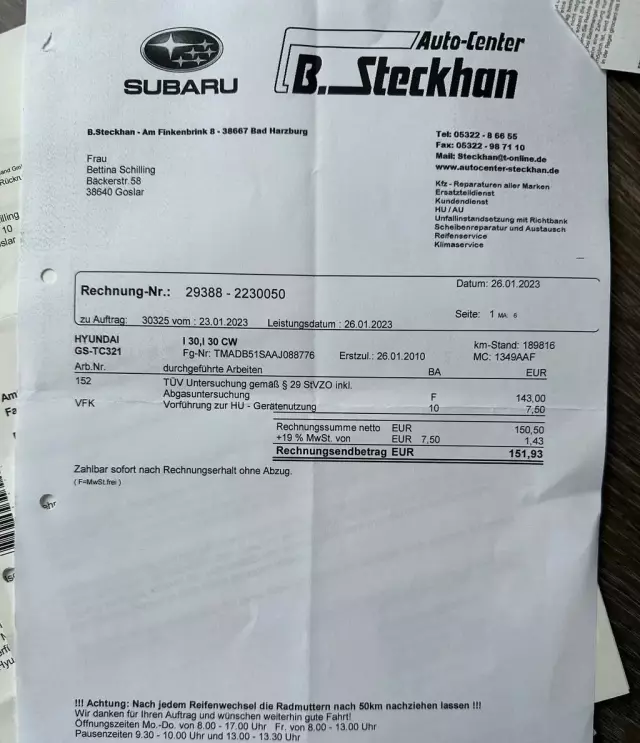 SUBARU
Auto-Center
B. Steckhan
B.Steckhan - Am Finkenbrink 8 - 38667 Bad Harzburg
Tel: 05322 - 8 66 55
Fax: 05322 - 98 71 10
Mail: Steckhan@t-online.de
www.autocenter-steckhan.de
Frau
Bettina Schilling
Bäckerstr.58
38640 Goslar
Kfz - Reparaturen aller Marken
Ersatzteildienst
Kundendienst
HU / AU
Unfallinstandsetzung mit Richtbank
Scheibenreparatur und Austausch
Reifenservice
Klimaservice
Rechnung-Nr.: 29388 - 2230050
Datum: 26.01.2023
zu Auftrag: 30325 vom : 23.01.2023 Leistungsdatum : 26.01.2023
Seite: 1 MA: 6
HYUNDAI I 30,I 30 CW km-Stand: 189816
GS-TC321 Fg-Nr: TMADB51SAAJ088776 Erstzul.: 26.01.2010 MC: 1349AAF
Arb.Nr. durchgeführte Arbeiten BA EUR
152 TÜV Untersuchung gemäß § 29 StVZO inkl.
Abgasuntersuchung F 143,00
VFK Vorführung zur HU - Gerätenutzung 10 7,50
Rechnungssumme netto EUR 150,50
+19 % MwSt. von EUR 7,50 1,43
Rechnungsendbetrag EUR 151,93
Zahlbar sofort nach Rechnungserhalt ohne Abzug.
( F=MwSt.frei )
!!! Achtung: Nach jedem Reifenwechsel die Radmuttern nach 50km nachziehen lassen !!!
Wir danken für Ihren Auftrag und wünschen weiterhin gute Fahrt!
Öffnungszeiten Mo.-Do. von 8.00 - 17.00 Uhr Fr. von 8.00 - 13.00 Uhr
Pausenzeiten 9.30 - 10.00 Uhr und 13.00 - 13.30 Uhr